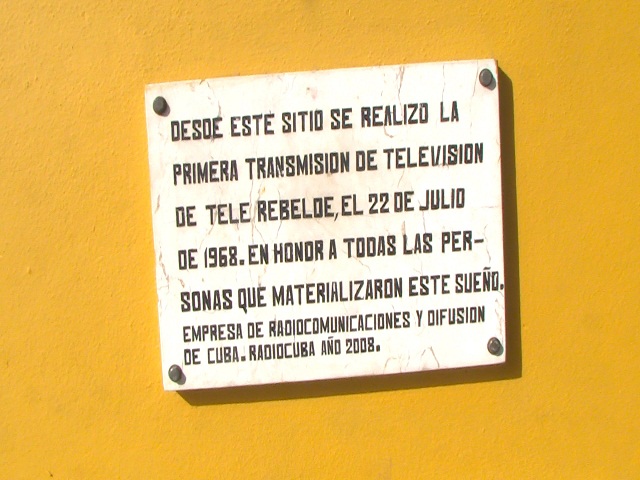 DESDE ESTE SITIO SE REALIZO LA
PRIMERA TRANSMISION DE TELEVISION
DE TELE REBELDE, EL 22 DE JULIO
DE 1968. EN HONOR A TODAS LAS PER-
SONAS QUE MATERIALIZARON ESTE SUEÑO.
EMPRESA DE RADIOCOMUNICACIONES Y DIFUSION
DE CUBA. RADIOCUBA AÑO 2008.